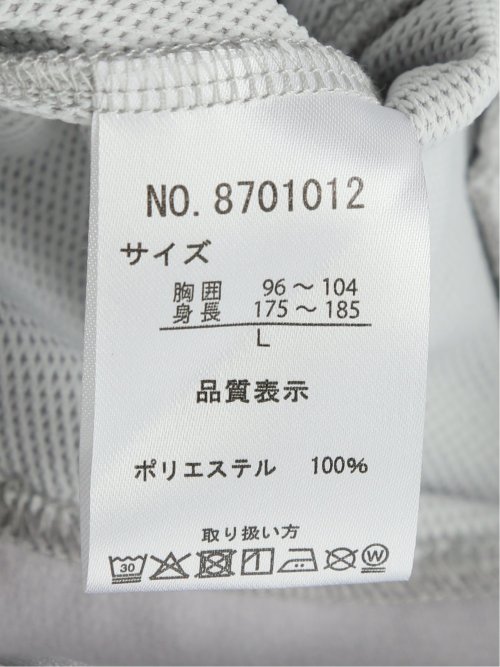 NO. 8701012
サイズ
胸囲 96～104
身長 175～185
L
品質表示
ポリエステル 100%
取り扱い方
30 W